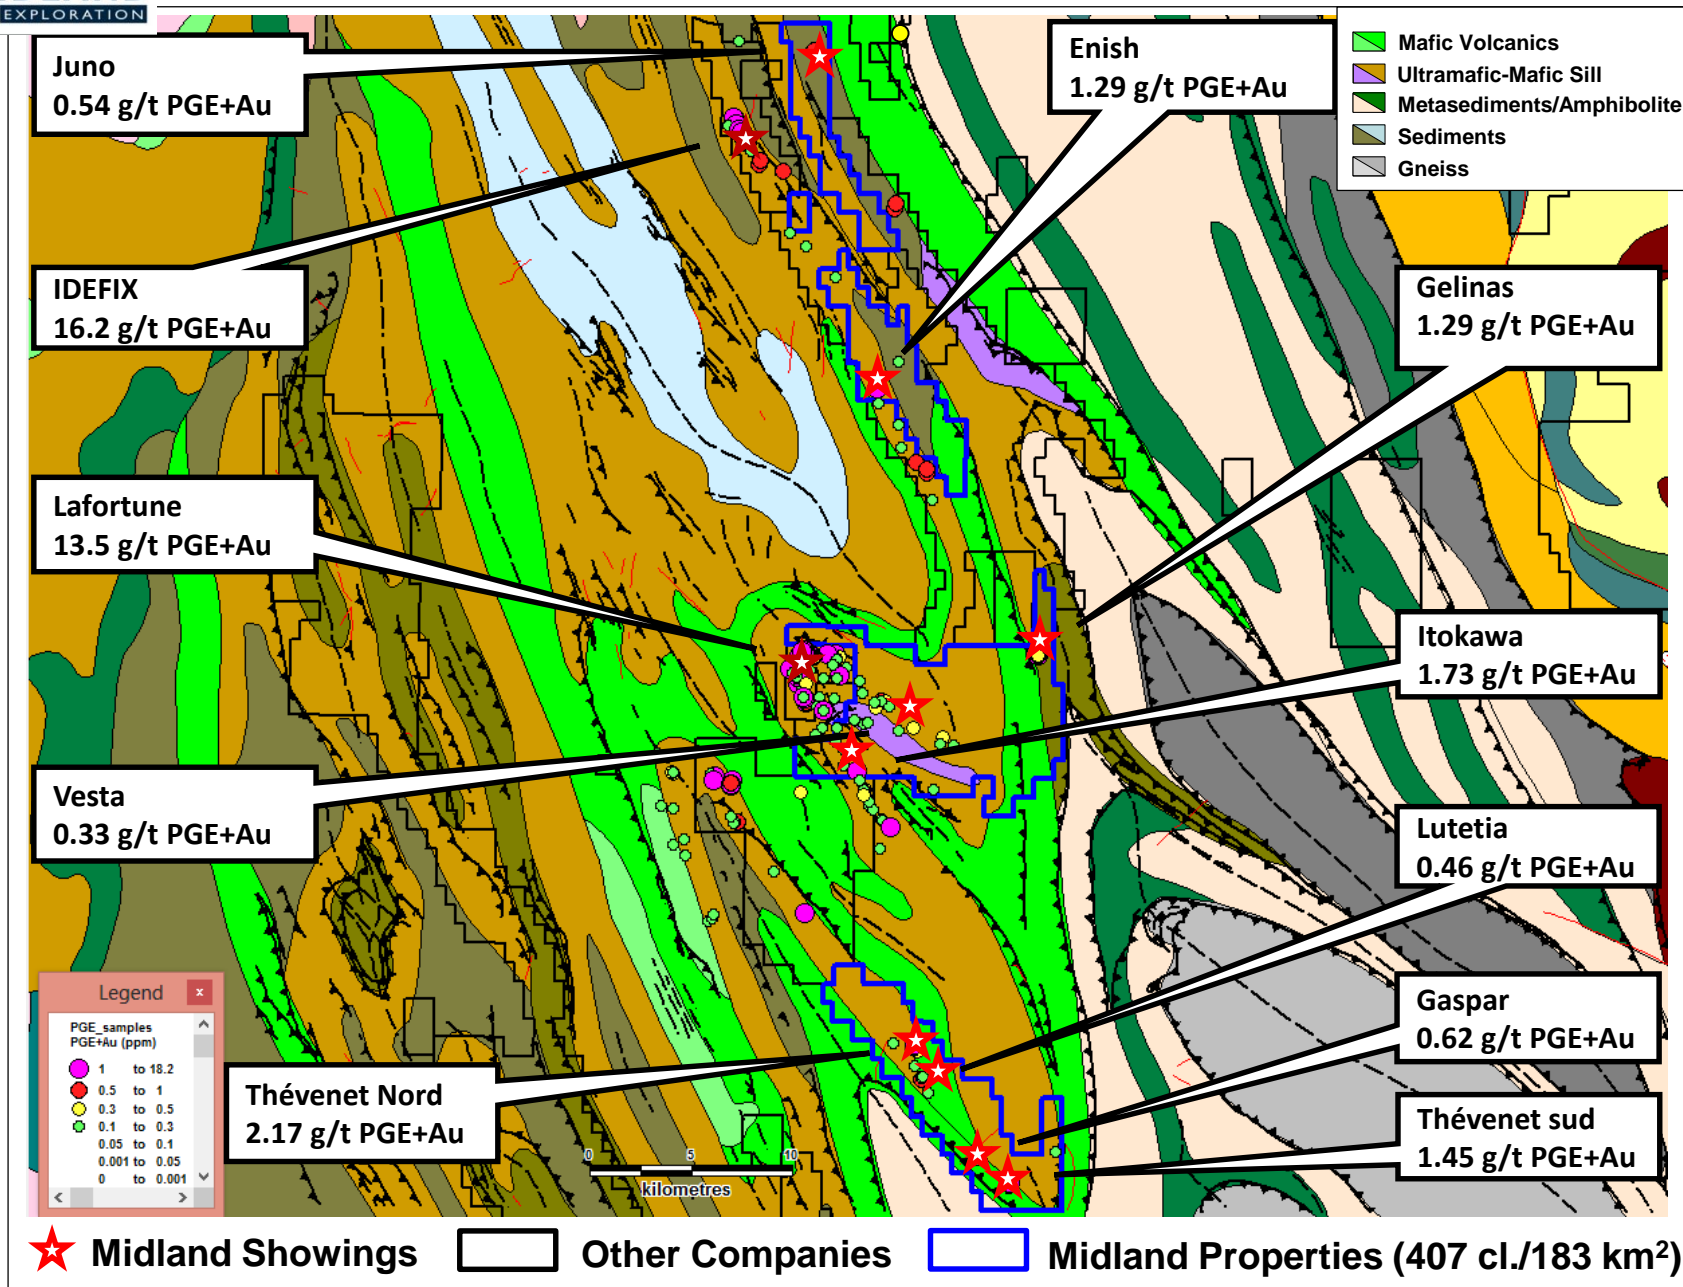 EXPLORATION
Juno
0.54 g/t PGE+Au
Enish
1.29 g/t PGE+Au
Mafic Volcanics
Ultramafic-Mafic Sill
Metasediments/Amphibolite
Sediments
Gneiss
IDEFIX
16.2 g/t PGE+Au
Gelinas
1.29 g/t PGE+Au
Lafortune
13.5 g/t PGE+Au
Itokawa
1.73 g/t PGE+Au
Vesta
0.33 g/t PGE+Au
Lutetia
0.46 g/t PGE+Au
Gaspar
0.62 g/t PGE+Au
Thévenet Nord
2.17 g/t PGE+Au
Thévenet sud
1.45 g/t PGE+Au
Legend x
PGE_samples
PGE+Au (ppm)
1 to 18.2
0.5 to 1
0.3 to 0.5
0.1 to 0.3
0.05 to 0.1
0.001 to 0.05
0 to 0.001
0 5 10
kilometres
Midland Showings
Other Companies
Midland Properties (407 cl./183 km²)